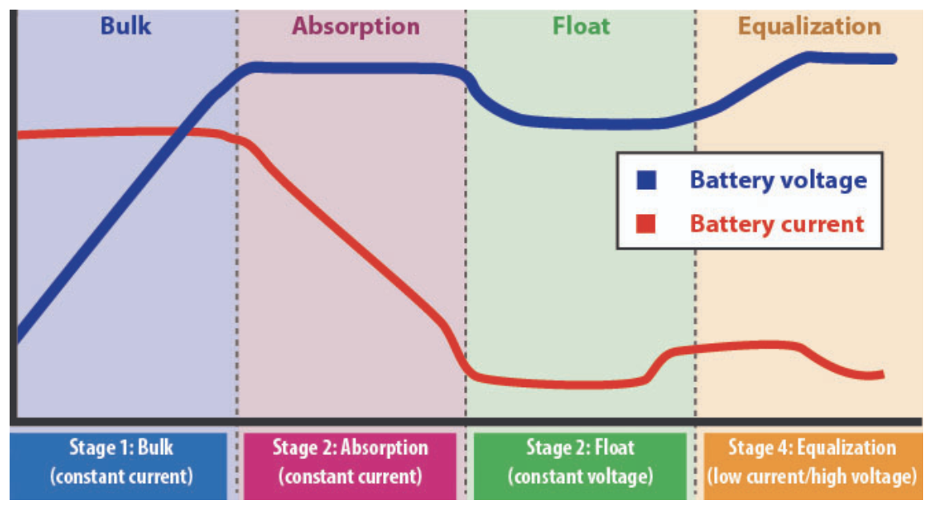 Bulk
Absorption
Float
Equalization
Battery voltage
Battery current
Stage 1: Bulk
(constant current)
Stage 2: Absorption
(constant current)
Stage 2: Float
(constant voltage)
Stage 4: Equalization
(low current/high voltage)